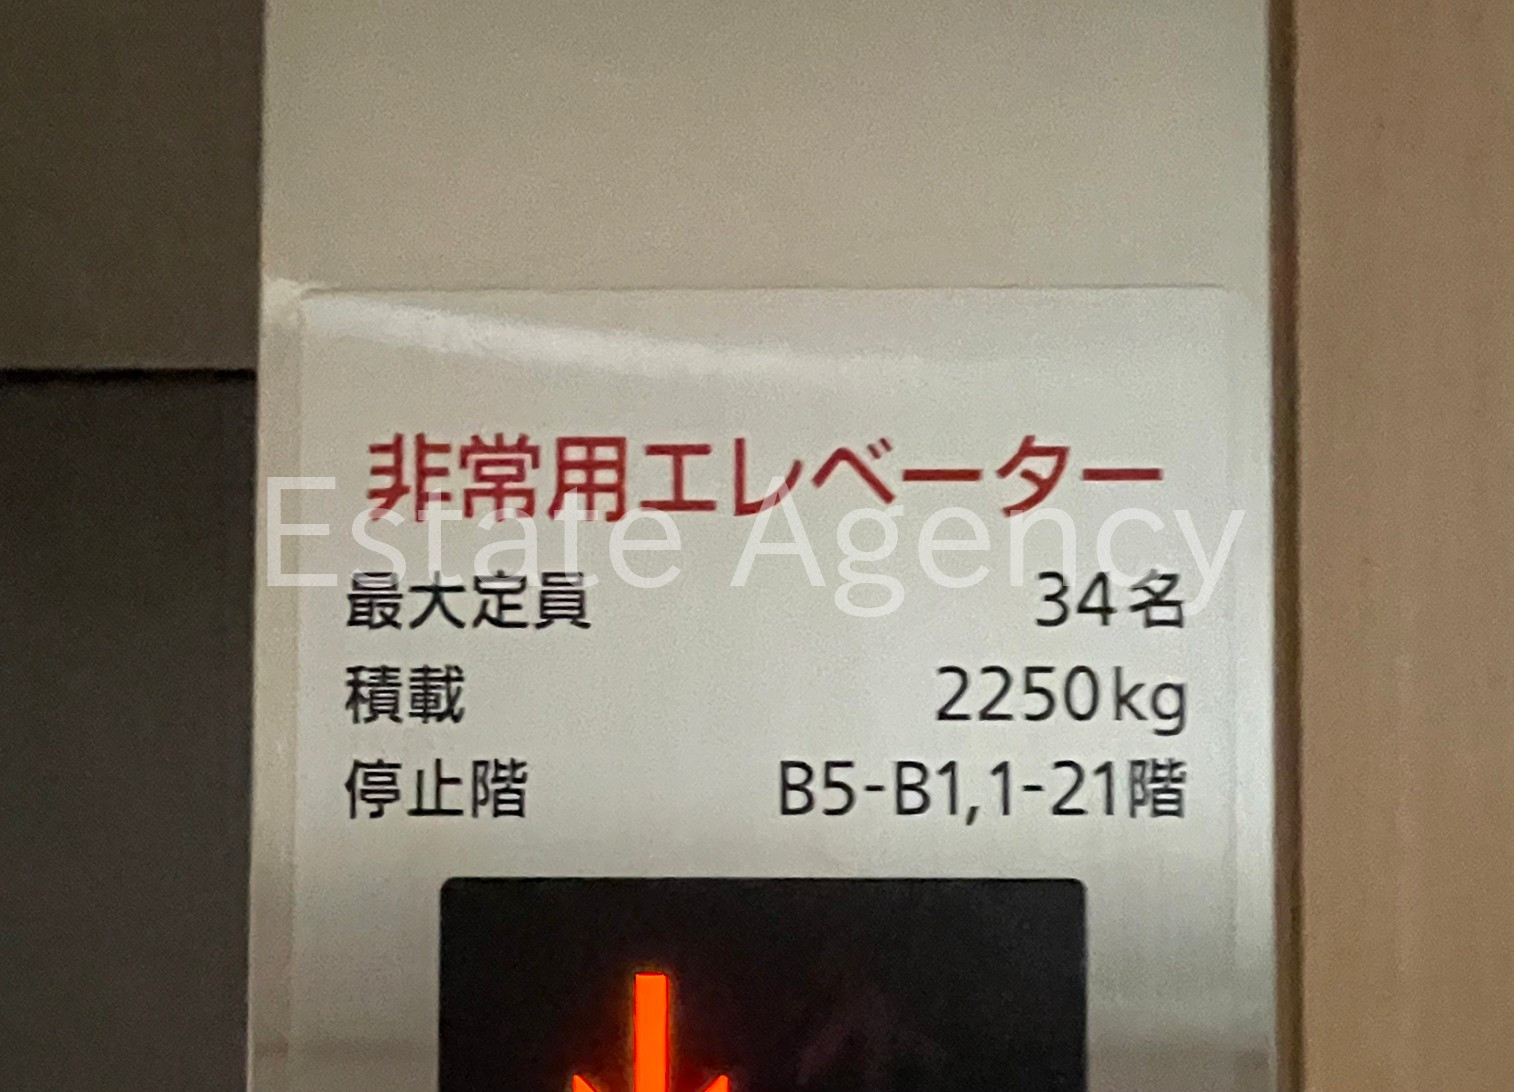 非常用エレベーター
Estate Agency
最大定員 34名
積載 2250kg
停止階 B5-B1,1-21階